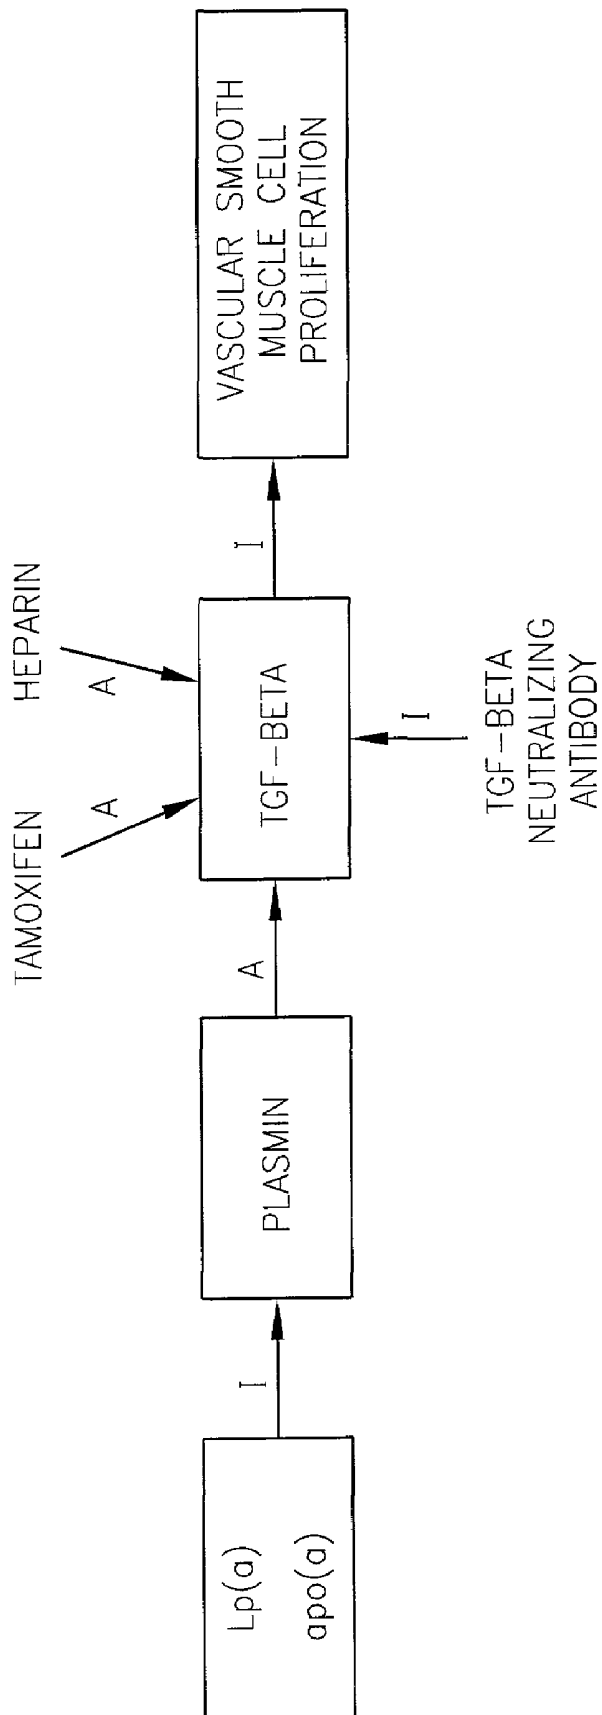 TAMOXIFEN
HEPARIN
A
A
Lp(a)
apo(a)
I
PLASMIN
A
TGF-BETA
I
VASCULAR SMOOTH
MUSCLE CELL
PROLIFERATION
I
TGF-BETA
NEUTRALIZING
ANTIBODY